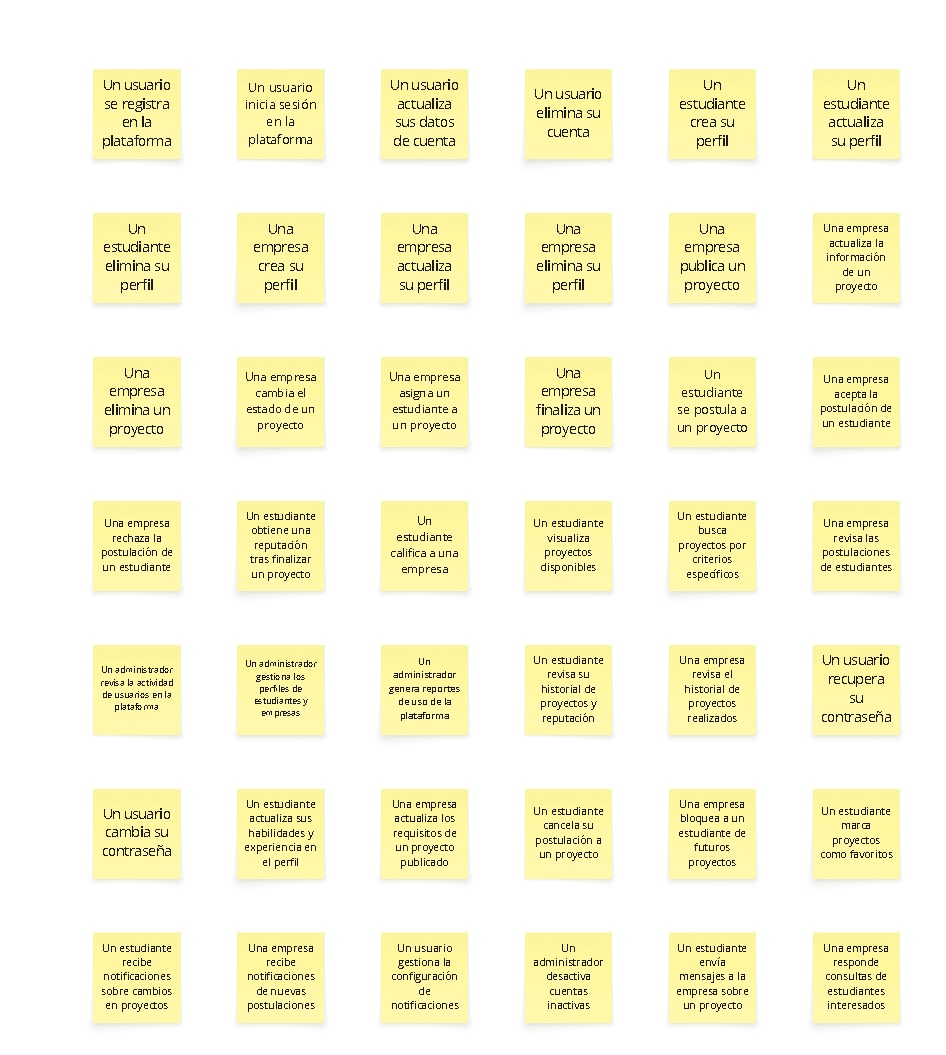 Un usuario
se registra
en la
plataforma
Un usuario
inicia sesión
en la
plataforma
Un usuario
actualiza
sus datos
de cuenta
Un usuario
elimina su
cuenta
Un
estudiante
crea su
perfil
Un
estudiante
actualiza
su perfil
Un
estudiante
elimina su
perfil
Una
empresa
crea su
perfil
Una
empresa
actualiza
su perfil
Una
empresa
elimina su
perfil
Una
empresa
publica un
proyecto
Una empresa
actualiza la
información
de un
proyecto
Una
empresa
elimina un
proyecto
Una empresa
cambia el
estado de un
proyecto
Una empresa
asigna un
estudiante a
un proyecto
Una
empresa
finaliza un
proyecto
Un
estudiante
se postula a
un proyecto
Una empresa
acepta la
postulación de
un estudiante
Una empresa
rechaza la
postulación de
un estudiante
Un estudiante
obtiene una
reputación
tras finalizar
un proyecto
Un
estudiante
califica a una
empresa
Un estudiante
visualiza
proyectos
disponibles
Un estudiante
busca
proyectos por
criterios
específicos
Una empresa
revisa las
postulaciones
de estudiantes
Un administrador
revisa la actividad
de usuarios en la
plataforma
Un administrador
gestiona los
perfiles de
estudiantes y
empresas
Un
administrador
genera reportes
de uso de la
plataforma
Un estudiante
revisa su
historial de
proyectos y
reputación
Una empresa
revisa el
historial de
proyectos
realizados
Un usuario
recupera
su
contraseña
Un usuario
cambia su
contraseña
Un estudiante
actualiza sus
habilidades y
experiencia en
el perfil
Una empresa
actualiza los
requisitos de
un proyecto
publicado
Un estudiante
cancela su
postulación a
un proyecto
Una empresa
bloquea a un
estudiante de
futuros
proyectos
Un estudiante
marca
proyectos
como favoritos
Un estudiante
recibe
notificaciones
sobre cambios
en proyectos
Una empresa
recibe
notificaciones
de nuevas
postulaciones
Un usuario
gestiona la
configuración
de
notificaciones
Un
administrador
desactiva
cuentas
inactivas
Un estudiante
envía
mensajes a la
empresa sobre
un proyecto
Una empresa
responde
consultas de
estudiantes
interesados